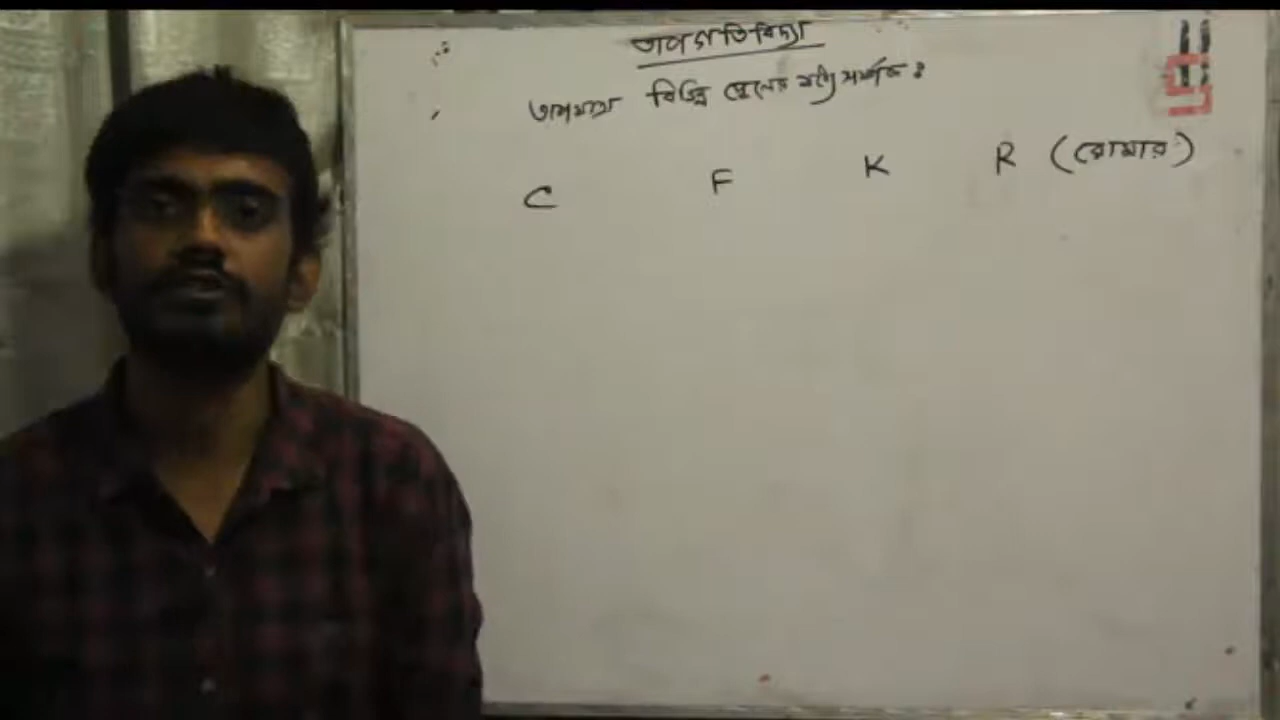 তাপগতিবিদ্যা
তাপমাত্রা বিভিন্ন স্কেলের মধ্যে সম্পর্ক :
C F K R (রোমার)